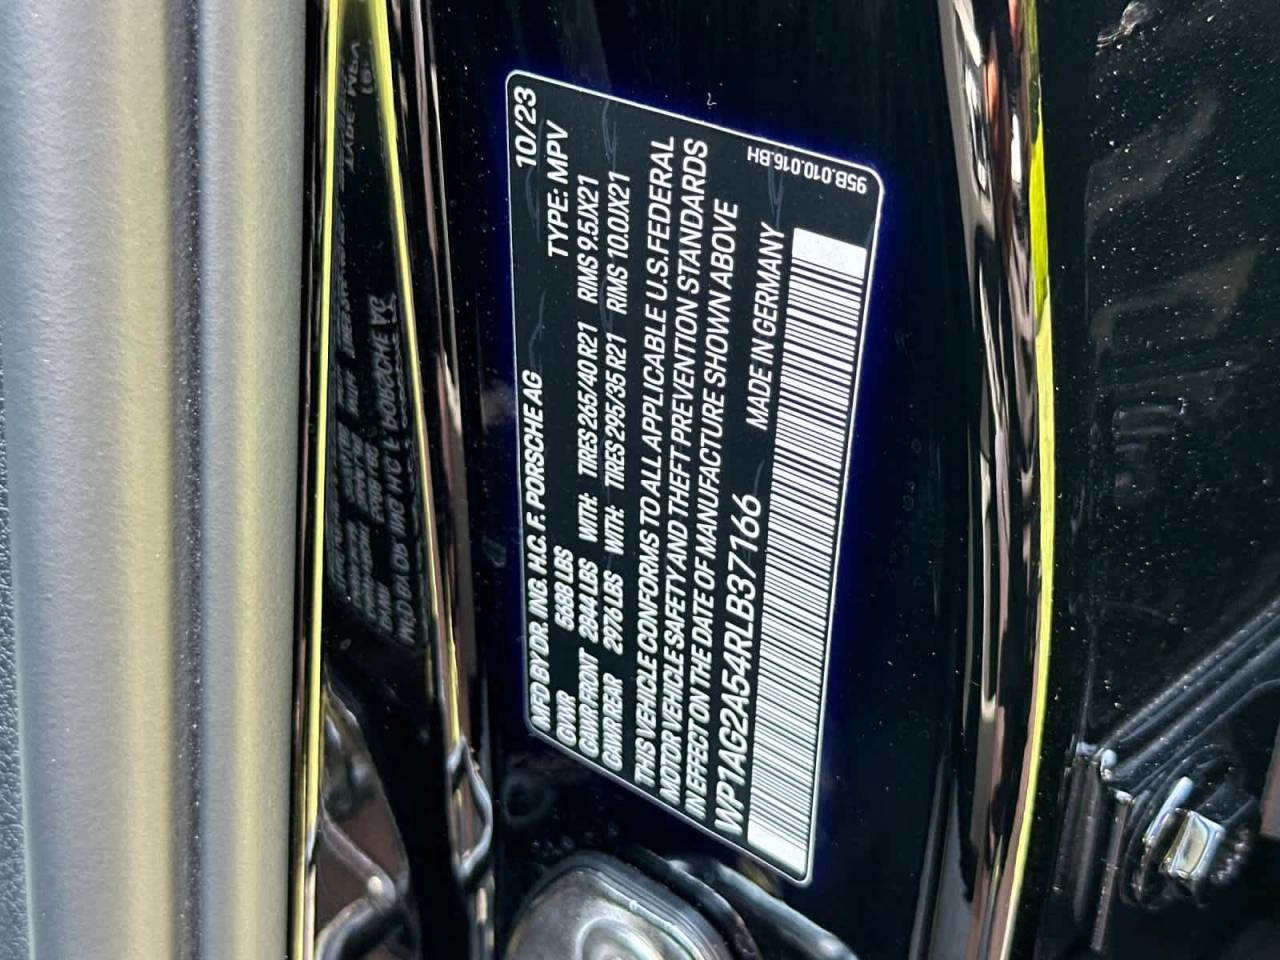 10/23
MFD BY DR. ING. H.C. F. PORSCHE AG TYPE: MPV
GVWR 5688 LBS
GAWR FRONT 2844 LBS WITH: TIRES 265/40 R21 RIMS 9.5JX21
GAWR REAR 2976 LBS WITH: TIRES 295/35 R21 RIMS 10.0JX21
THIS VEHICLE CONFORMS TO ALL APPLICABLE U.S. FEDERAL
MOTOR VEHICLE SAFETY AND THEFT PREVENTION STANDARDS
IN EFFECT ON THE DATE OF MANUFACTURE SHOWN ABOVE
WP1AG2A54RLB37166 MADE IN GERMANY
95B.010.016.BH